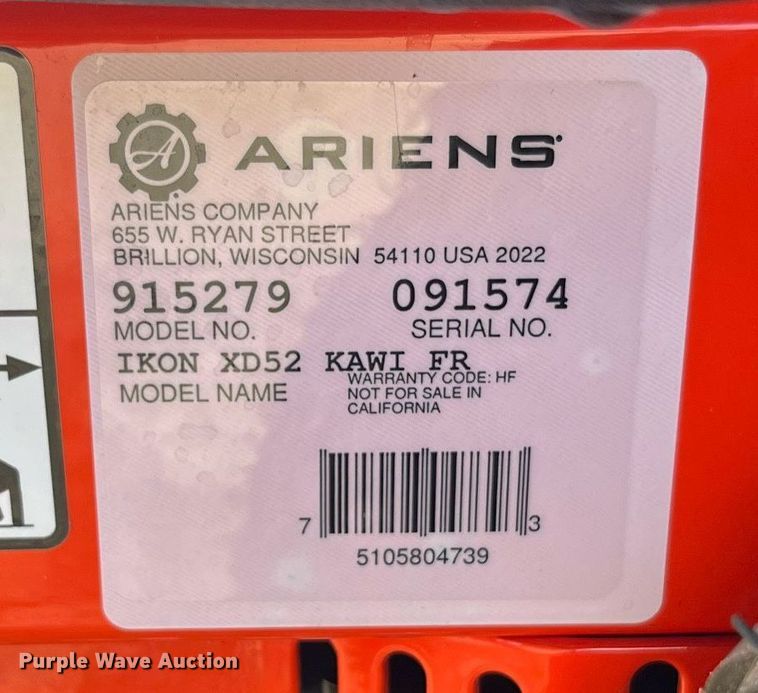 ARIENS
ARIENS COMPANY
655 W. RYAN STREET
BRILLION, WISCONSIN 54110 USA 2022
915279 091574
MODEL NO. SERIAL NO.
IKON XD52 KAWI FR
MODEL NAME
WARRANTY CODE: HF
NOT FOR SALE IN
CALIFORNIA
7 3
5105804739
Purple Wave Auction